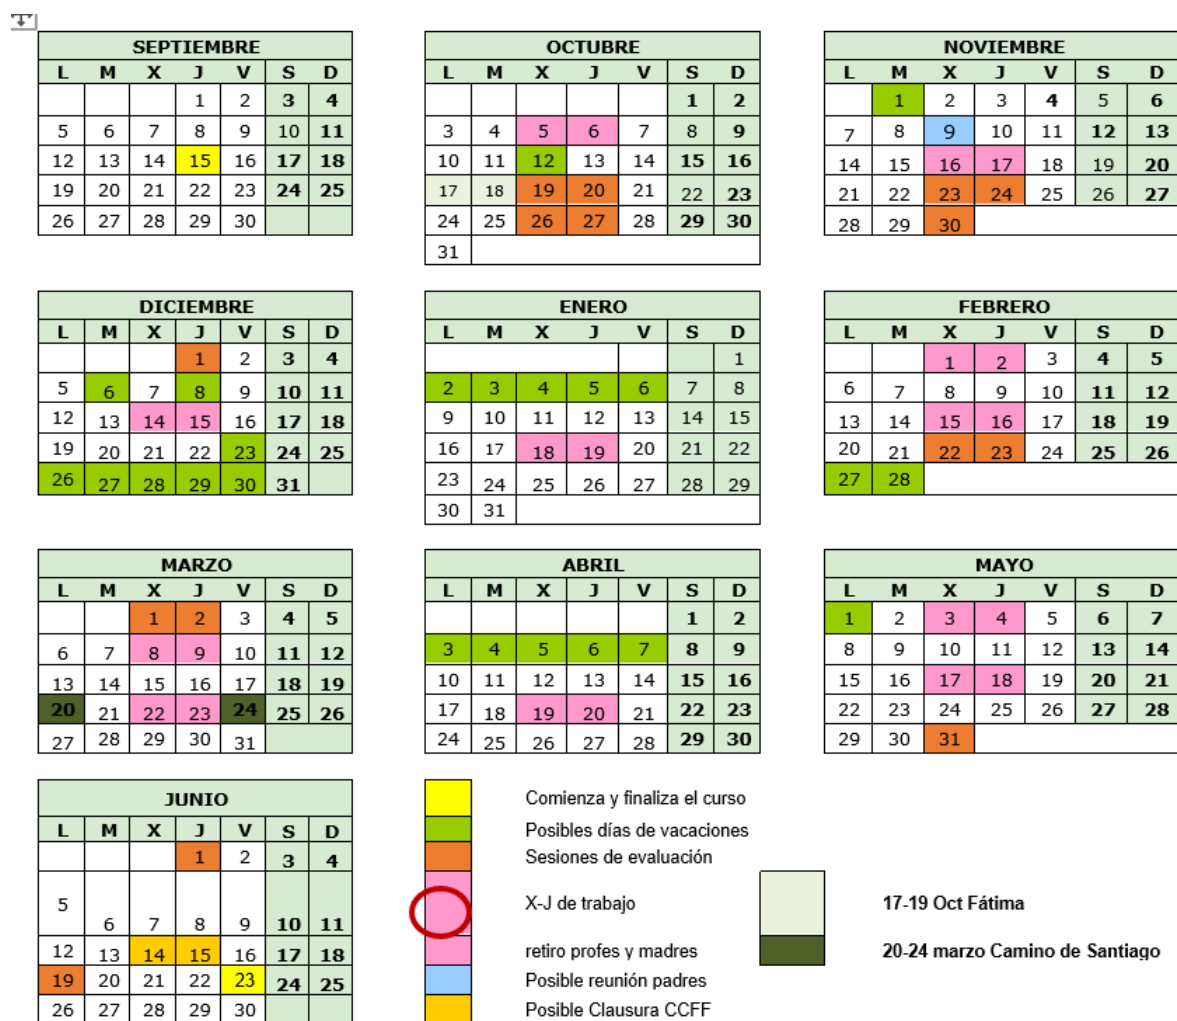 SEPTIEMBRE
L M X J V S D
1 2 3 4
5 6 7 8 9 10 11
12 13 14 15 16 17 18
19 20 21 22 23 24 25
26 27 28 29 30
OCTUBRE
L M X J V S D
1 2
3 4 5 6 7 8 9
10 11 12 13 14 15 16
17 18 19 20 21 22 23
24 25 26 27 28 29 30
31
NOVIEMBRE
L M X J V S D
1 2 3 4 5 6
7 8 9 10 11 12 13
14 15 16 17 18 19 20
21 22 23 24 25 26 27
28 29 30
DICIEMBRE
L M X J V S D
1 2 3 4
5 6 7 8 9 10 11
12 13 14 15 16 17 18
19 20 21 22 23 24 25
26 27 28 29 30 31
ENERO
L M X J V S D
1
2 3 4 5 6 7 8
9 10 11 12 13 14 15
16 17 18 19 20 21 22
23 24 25 26 27 28 29
30 31
FEBRERO
L M X J V S D
1 2 3 4 5
6 7 8 9 10 11 12
13 14 15 16 17 18 19
20 21 22 23 24 25 26
27 28
MARZO
L M X J V S D
1 2 3 4 5
6 7 8 9 10 11 12
13 14 15 16 17 18 19
20 21 22 23 24 25 26
27 28 29 30 31
ABRIL
L M X J V S D
1 2
3 4 5 6 7 8 9
10 11 12 13 14 15 16
17 18 19 20 21 22 23
24 25 26 27 28 29 30
MAYO
L M X J V S D
1 2 3 4 5 6 7
8 9 10 11 12 13 14
15 16 17 18 19 20 21
22 23 24 25 26 27 28
29 30 31
JUNIO
L M X J V S D
1 2 3 4
5 6 7 8 9 10 11
12 13 14 15 16 17 18
19 20 21 22 23 24 25
26 27 28 29 30
Comienza y finaliza el curso
Posibles días de vacaciones
Sesiones de evaluación
X-J de trabajo
retiro profes y madres
Posible reunión padres
Posible Clausura CCFF
17-19 Oct Fátima
20-24 marzo Camino de Santiago